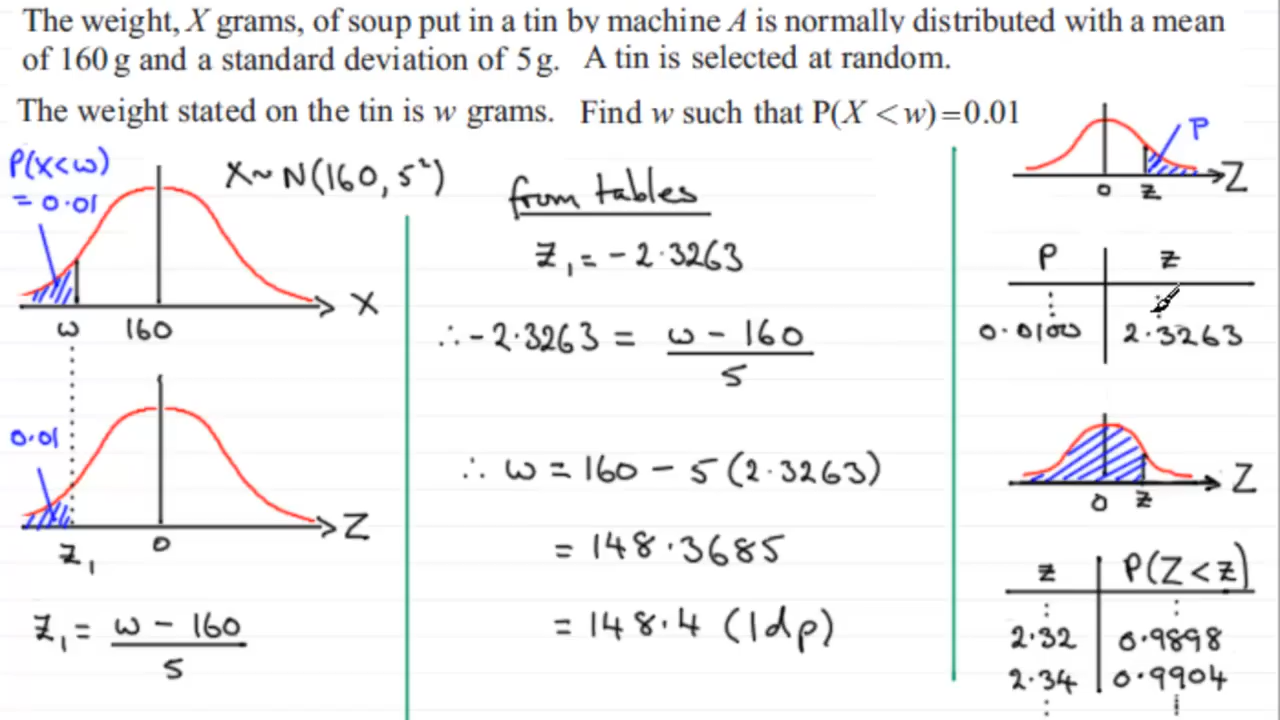 The weight, X grams, of soup put in a tin by machine A is normally distributed with a mean
of 160 g and a standard deviation of 5 g. A tin is selected at random.
The weight stated on the tin is w grams. Find w such that P(X < w) = 0.01
P(X<w)
= 0.01
X ~ N(160, 5²)
w 160 X
0.01
z₁ 0 Z
z₁ = w - 160
5
from tables
z₁ = -2.3263
∴ -2.3263 = w - 160
5
∴ w = 160 - 5(2.3263)
= 148.3685
= 148.4 (1dp)
P
0 z Z
P z
⋮ ⋮
0.0100 2.3263
0 z Z
z P(Z < z)
⋮ ⋮
2.32 0.9898
2.34 0.9904
⋮ ⋮